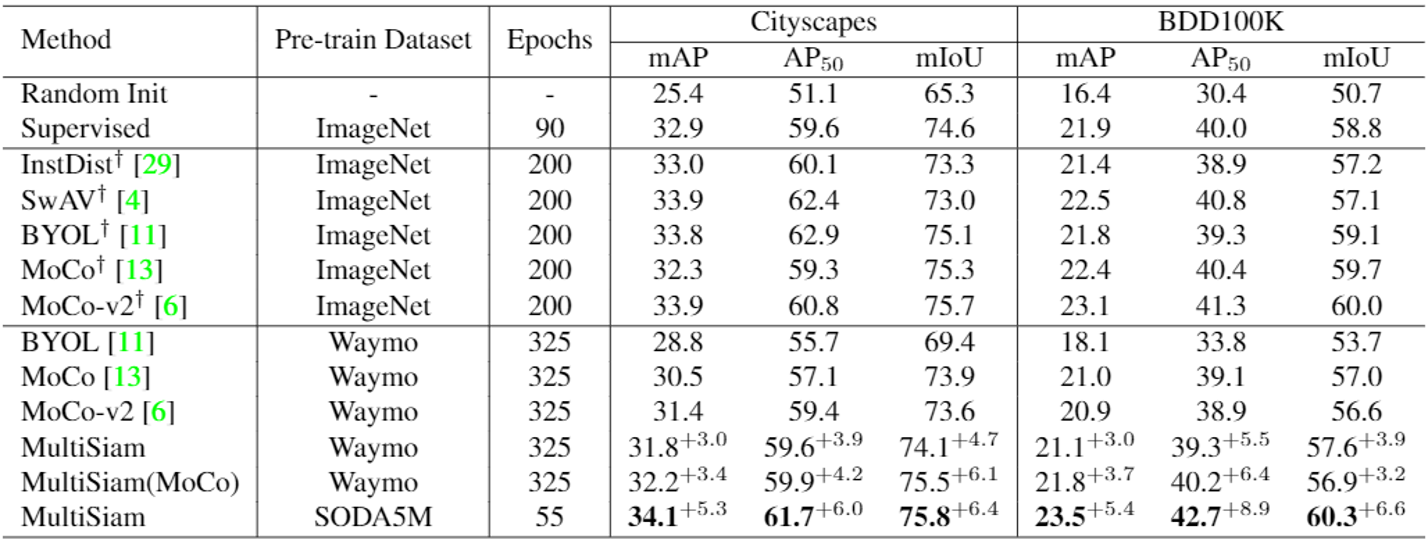 Method Pre-train Dataset Epochs Cityscapes BDD100K
mAP AP₅₀ mIoU mAP AP₅₀ mIoU
Random Init - - 25.4 51.1 65.3 16.4 30.4 50.7
Supervised ImageNet 90 32.9 59.6 74.6 21.9 40.0 58.8
InstDist† [29] ImageNet 200 33.0 60.1 73.3 21.4 38.9 57.2
SwAV† [4] ImageNet 200 33.9 62.4 73.0 22.5 40.8 57.1
BYOL† [11] ImageNet 200 33.8 62.9 75.1 21.8 39.3 59.1
MoCo† [13] ImageNet 200 32.3 59.3 75.3 22.4 40.4 59.7
MoCo-v2† [6] ImageNet 200 33.9 60.8 75.7 23.1 41.3 60.0
BYOL [11] Waymo 325 28.8 55.7 69.4 18.1 33.8 53.7
MoCo [13] Waymo 325 30.5 57.1 73.9 21.0 39.1 57.0
MoCo-v2 [6] Waymo 325 31.4 59.4 73.6 20.9 38.9 56.6
MultiSiam Waymo 325 31.8⁺³·⁰ 59.6⁺³·⁹ 74.1⁺⁴·⁷ 21.1⁺³·⁰ 39.3⁺⁵·⁵ 57.6⁺³·⁹
MultiSiam(MoCo) Waymo 325 32.2⁺³·⁴ 59.9⁺⁴·² 75.5⁺⁶·¹ 21.8⁺³·⁷ 40.2⁺⁶·⁴ 56.9⁺³·²
MultiSiam SODA5M 55 34.1⁺⁵·³ 61.7⁺⁶·⁰ 75.8⁺⁶·⁴ 23.5⁺⁵·⁴ 42.7⁺⁸·⁹ 60.3⁺⁶·⁶